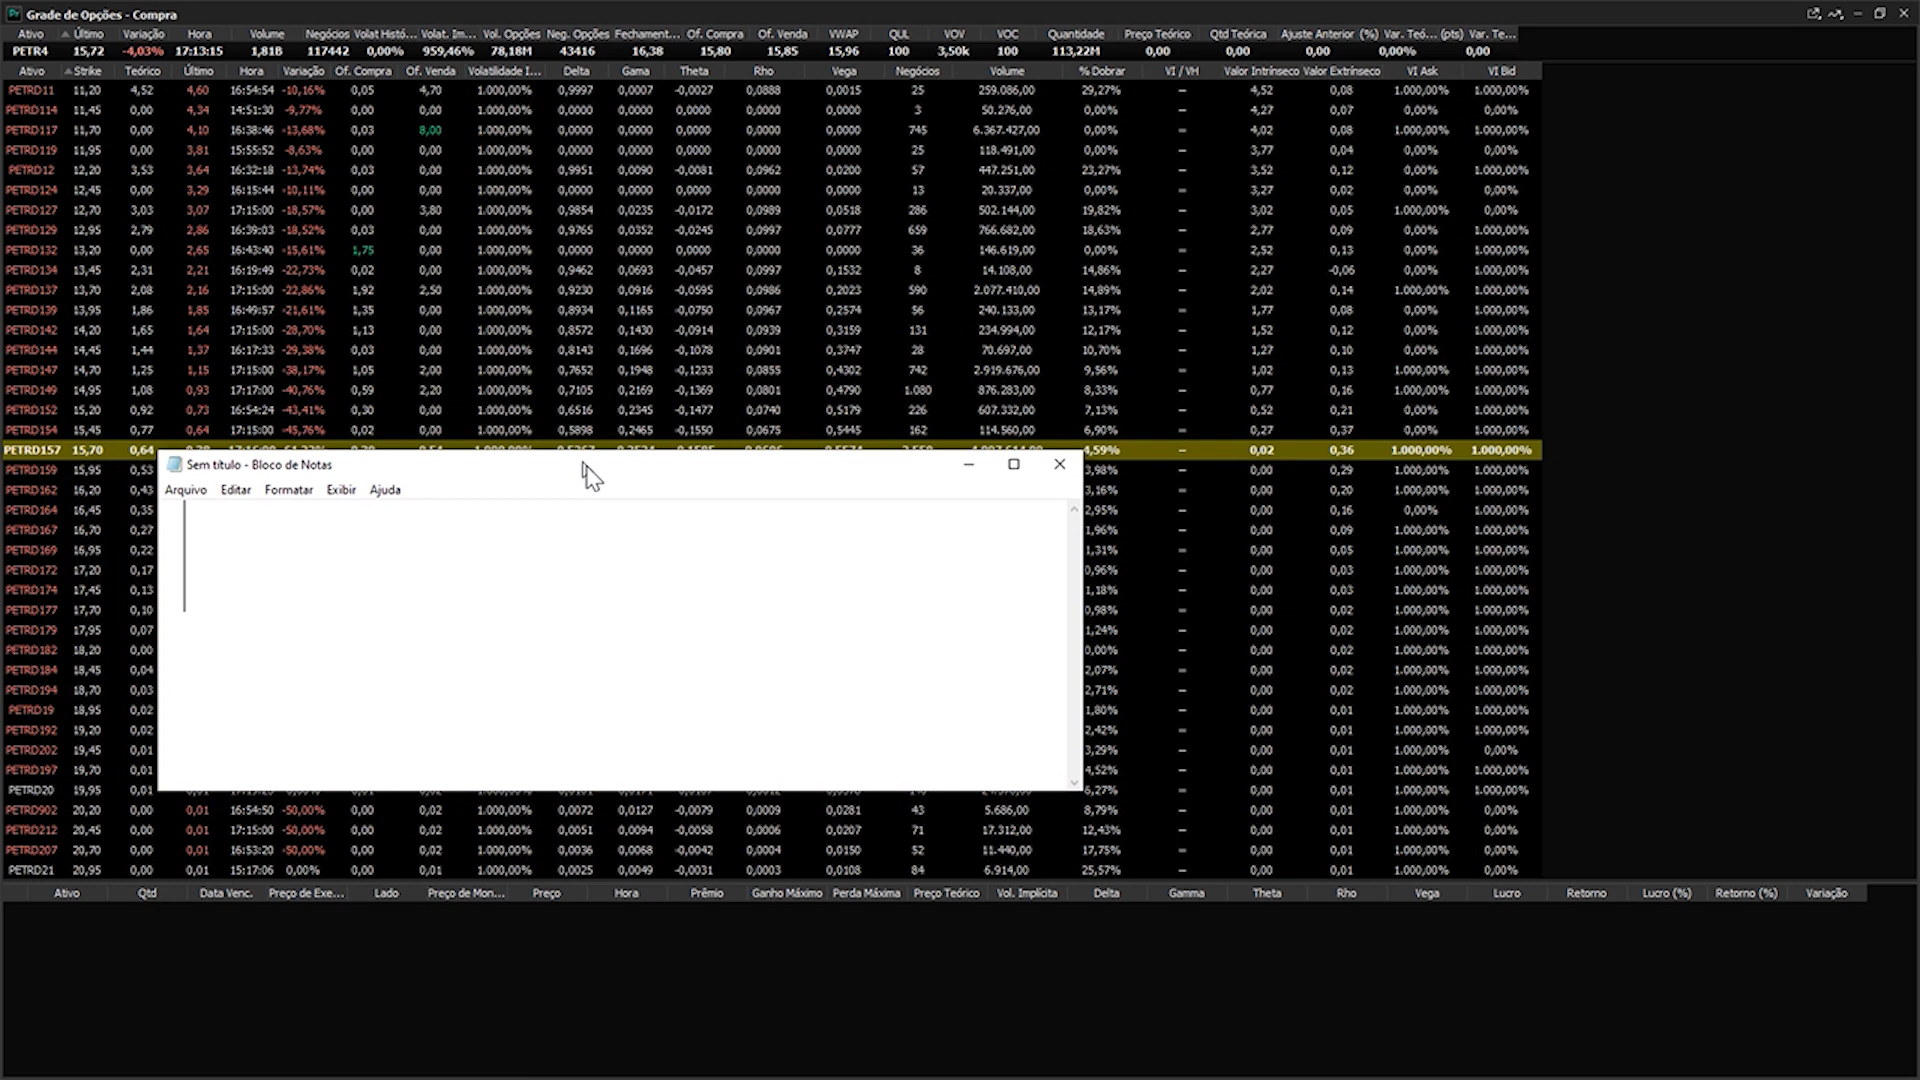 Grade de Opções - Compra
Ativo Último Variação Hora Volume Negócios Volat Histó... Volat. Im... Vol. Opções Neg. Opções Fechament... Of. Compra Of. Venda VWAP QUL VOV VOC Quantidade Preço Teórico Qtd Teórica Ajuste Anterior (%) Var. Teó... (pts) Var. Te...
PETR4 15,72 -4,03% 17:13:15 1,81B 117442 0,00% 959,46% 78,18M 43416 16,38 15,80 15,85 15,96 100 3,50k 100 113,22M 0,00 0,00 0,00 0,00% 0,00
Ativo Strike Teórico Último Hora Variação Of. Compra Of. Venda Volatilidade I... Delta Gama Theta Rho Vega Negócios Volume % Dobrar VI / VH Valor Intrínseco Valor Extrínseco VI Ask VI Bid
PETRD11 11,20 4,52 4,60 16:54:54 -10,16% 0,05 4,70 1.000,00% 0,9997 0,0007 -0,0027 0,0888 0,0015 25 259.086,00 29,27% - 4,52 0,08 1.000,00% 1.000,00%
PETRD114 11,45 0,00 4,34 14:51:30 -9,77% 0,00 0,00 1.000,00% 0,0000 0,0000 0,0000 0,0000 0,0000 3 50.276,00 0,00% - 4,27 0,07 0,00% 0,00%
PETRD117 11,70 0,00 4,10 16:38:46 -13,68% 0,03 8,00 1.000,00% 0,0000 0,0000 0,0000 0,0000 0,0000 745 6.367.427,00 0,00% - 4,02 0,08 1.000,00% 1.000,00%
PETRD119 11,95 0,00 3,81 15:55:52 -8,63% 0,00 0,00 1.000,00% 0,0000 0,0000 0,0000 0,0000 0,0000 25 118.491,00 0,00% - 3,77 0,04 0,00% 0,00%
PETRD12 12,20 3,53 3,64 16:32:18 -13,74% 0,03 0,00 1.000,00% 0,9951 0,0090 -0,0081 0,0962 0,0200 57 447.251,00 23,27% - 3,52 0,12 0,00% 1.000,00%
PETRD124 12,45 0,00 3,29 16:15:44 -10,11% 0,00 0,00 1.000,00% 0,0000 0,0000 0,0000 0,0000 0,0000 13 20.337,00 0,00% - 3,27 0,02 0,00% 0,00%
PETRD127 12,70 3,03 3,07 17:15:00 -18,57% 0,00 3,80 1.000,00% 0,9854 0,0235 -0,0172 0,0989 0,0518 286 502.144,00 19,82% - 3,02 0,05 1.000,00% 0,00%
PETRD129 12,95 2,79 2,86 16:39:03 -18,52% 0,03 0,00 1.000,00% 0,9765 0,0352 -0,0245 0,0997 0,0777 659 766.682,00 18,63% - 2,77 0,09 0,00% 1.000,00%
PETRD132 13,20 0,00 2,65 16:43:40 -15,61% 1,75 0,00 1.000,00% 0,0000 0,0000 0,0000 0,0000 0,0000 36 146.619,00 0,00% - 2,52 0,13 0,00% 1.000,00%
PETRD134 13,45 2,31 2,21 16:19:49 -22,73% 0,02 0,00 1.000,00% 0,9462 0,0693 -0,0457 0,0997 0,1532 8 14.108,00 14,86% - 2,27 -0,06 0,00% 1.000,00%
PETRD137 13,70 2,08 2,16 17:15:00 -22,86% 1,92 2,50 1.000,00% 0,9230 0,0916 -0,0595 0,0986 0,2023 590 2.077.410,00 14,89% - 2,02 0,14 1.000,00% 1.000,00%
PETRD139 13,95 1,86 1,85 16:49:57 -21,61% 1,35 0,00 1.000,00% 0,8934 0,1165 -0,0750 0,0967 0,2574 56 240.133,00 13,17% - 1,77 0,08 0,00% 1.000,00%
PETRD142 14,20 1,65 1,64 17:15:00 -28,70% 1,13 0,00 1.000,00% 0,8572 0,1430 -0,0914 0,0939 0,3159 131 234.994,00 12,17% - 1,52 0,12 0,00% 1.000,00%
PETRD144 14,45 1,44 1,37 16:17:33 -29,38% 0,03 0,00 1.000,00% 0,8143 0,1696 -0,1078 0,0901 0,3747 28 70.697,00 10,70% - 1,27 0,10 0,00% 1.000,00%
PETRD147 14,70 1,25 1,15 17:15:00 -38,17% 1,05 2,00 1.000,00% 0,7652 0,1948 -0,1233 0,0855 0,4302 742 2.919.676,00 9,56% - 1,02 0,13 1.000,00% 1.000,00%
PETRD149 14,95 1,08 0,93 17:17:00 -40,76% 0,59 2,20 1.000,00% 0,7105 0,2169 -0,1369 0,0801 0,4790 1.080 876.283,00 8,33% - 0,77 0,16 1.000,00% 1.000,00%
PETRD152 15,20 0,92 0,73 16:54:24 -43,41% 0,30 0,00 1.000,00% 0,6516 0,2345 -0,1477 0,0740 0,5179 226 607.332,00 7,13% - 0,52 0,21 0,00% 1.000,00%
PETRD154 15,45 0,77 0,64 17:15:00 -45,76% 0,02 0,00 1.000,00% 0,5898 0,2465 -0,1550 0,0675 0,5445 162 114.560,00 6,90% - 0,27 0,37 0,00% 1.000,00%
PETRD157 15,70 0,64 4,59% - 0,02 0,36 1.000,00% 1.000,00%
Sem título - Bloco de Notas
PETRD159 15,95 0,53 3,98% - 0,00 0,29 1.000,00% 1.000,00%
Arquivo Editar Formatar Exibir Ajuda
PETRD162 16,20 0,43 3,16% - 0,00 0,20 1.000,00% 1.000,00%
PETRD164 16,45 0,35 2,95% - 0,00 0,16 0,00% 1.000,00%
PETRD167 16,70 0,27 1,96% - 0,00 0,09 1.000,00% 1.000,00%
PETRD169 16,95 0,22 1,31% - 0,00 0,05 1.000,00% 1.000,00%
PETRD172 17,20 0,17 0,96% - 0,00 0,03 1.000,00% 1.000,00%
PETRD174 17,45 0,13 1,18% - 0,00 0,03 1.000,00% 1.000,00%
PETRD177 17,70 0,10 0,98% - 0,00 0,02 1.000,00% 1.000,00%
PETRD179 17,95 0,07 1,24% - 0,00 0,02 1.000,00% 1.000,00%
PETRD182 18,20 0,00 0,00% - 0,00 0,02 1.000,00% 1.000,00%
PETRD184 18,45 0,04 2,07% - 0,00 0,02 1.000,00% 1.000,00%
PETRD194 18,70 0,03 2,71% - 0,00 0,02 1.000,00% 1.000,00%
PETRD19 18,95 0,02 1,80% - 0,00 0,01 1.000,00% 1.000,00%
PETRD192 19,20 0,02 2,42% - 0,00 0,01 1.000,00% 1.000,00%
PETRD202 19,45 0,01 3,29% - 0,00 0,01 1.000,00% 0,00%
PETRD197 19,70 0,01 4,52% - 0,00 0,01 1.000,00% 1.000,00%
PETRD20 19,95 0,01 6,27% - 0,00 0,01 1.000,00% 1.000,00%
PETRD902 20,20 0,00 0,01 16:54:50 -50,00% 0,00 0,02 1.000,00% 0,0072 0,0127 -0,0079 0,0009 0,0281 43 5.686,00 8,79% - 0,00 0,01 1.000,00% 0,00%
PETRD212 20,45 0,00 0,01 17:15:00 -50,00% 0,00 0,02 1.000,00% 0,0051 0,0094 -0,0058 0,0006 0,0207 71 17.312,00 12,43% - 0,00 0,01 1.000,00% 0,00%
PETRD207 20,70 0,00 0,01 16:53:20 -50,00% 0,00 0,02 1.000,00% 0,0036 0,0068 -0,0042 0,0004 0,0150 52 11.440,00 17,75% - 0,00 0,01 1.000,00% 0,00%
PETRD21 20,95 0,00 0,01 15:17:06 0,00% 0,00 0,01 1.000,00% 0,0025 0,0049 -0,0031 0,0003 0,0108 84 6.914,00 25,57% - 0,00 0,01 1.000,00% 0,00%
Ativo Qtd Data Venc. Preço de Exe... Lado Preço de Mon... Preço Hora Prêmio Ganho Máximo Perda Máxima Preço Teórico Vol. Implícita Delta Gamma Theta Rho Vega Lucro Retorno Lucro (%) Retorno (%) Variação